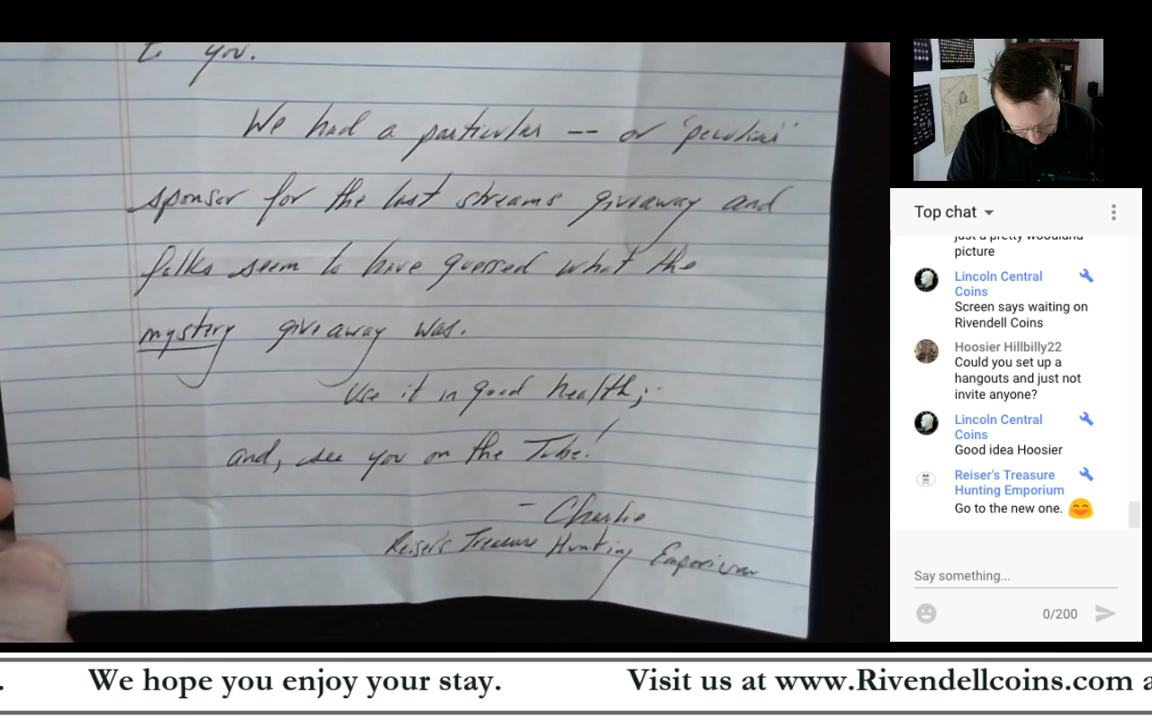 to you.
We had a particular -- or 'peculiar'
sponsor for the last streams giveaway and
folks seem to have guessed what the
mystery giveaway was.
Use it in good health;
and, see you on the Tube!
- Charlie
Reiser's Treasure Hunting Emporium
Top chat
just a pretty woodland
picture
Lincoln Central
Coins
Screen says waiting on
Rivendell Coins
Hoosier Hillbilly22
Could you set up a
hangouts and just not
invite anyone?
Lincoln Central
Coins
Good idea Hoosier
Reiser's Treasure
Hunting Emporium
Go to the new one. 😊
Say something...
0/200
. We hope you enjoy your stay. Visit us at www.Rivendellcoins.com a